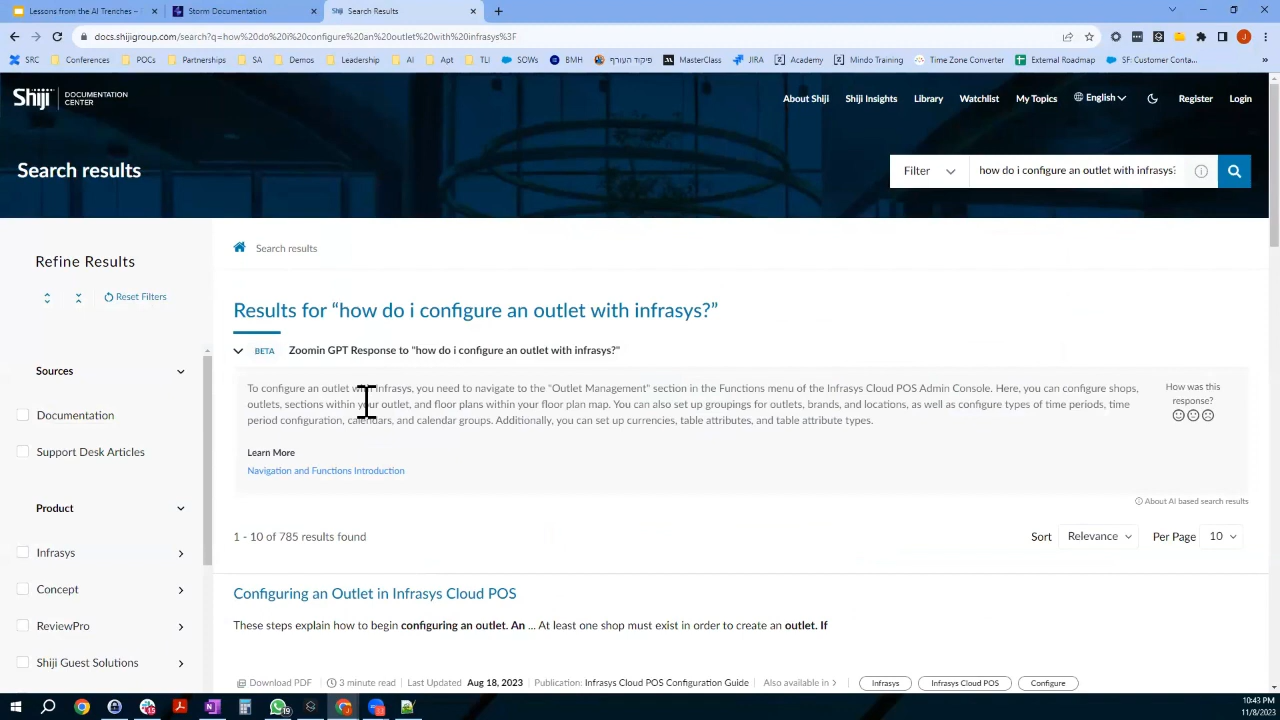 Lessons from the AI Trenches –
Storm Documentation
Search Results
docs.shijigroup.com/search?q=how%20do%20i%20configure%20an%20outlet%20with%20infrasys%3F
SRC
Conferences
POCs
Partnerships
SA
Demos
Leadership
AI
Apt
TLI
SOWs
BMH
פיקוד העורף
MasterClass
JIRA
Academy
Mindo Training
Time Zone Converter
External Roadmap
SF: Customer Conta...
Shiji
DOCUMENTATION
CENTER
About Shiji
Shiji Insights
Library
Watchlist
My Topics
English
Register
Login
Search results
Filter
how do i configure an outlet with infrasys?
Search results
Refine Results
Reset Filters
Results for “how do i configure an outlet with infrasys?”
BETA
Zoomin GPT Response to "how do i configure an outlet with infrasys?"
To configure an outlet with Infrasys, you need to navigate to the "Outlet Management" section in the Functions menu of the Infrasys Cloud POS Admin Console. Here, you can configure shops,
outlets, sections within your outlet, and floor plans within your floor plan map. You can also set up groupings for outlets, brands, and locations, as well as configure types of time periods, time
period configuration, calendars, and calendar groups. Additionally, you can set up currencies, table attributes, and table attribute types.
How was this
response?
Learn More
Navigation and Functions Introduction
About AI based search results
Sources
Documentation
Support Desk Articles
Product
Infrasys
Concept
ReviewPro
Shiji Guest Solutions
1 - 10 of 785 results found
Sort
Relevance
Per Page
10
Configuring an Outlet in Infrasys Cloud POS
These steps explain how to begin configuring an outlet. An ... At least one shop must exist in order to create an outlet. If
Download PDF
3 minute read
Last Updated Aug 18, 2023
Publication: Infrasys Cloud POS Configuration Guide
Also available in
Infrasys
Infrasys Cloud POS
Configure
10:43 PM
11/8/2023